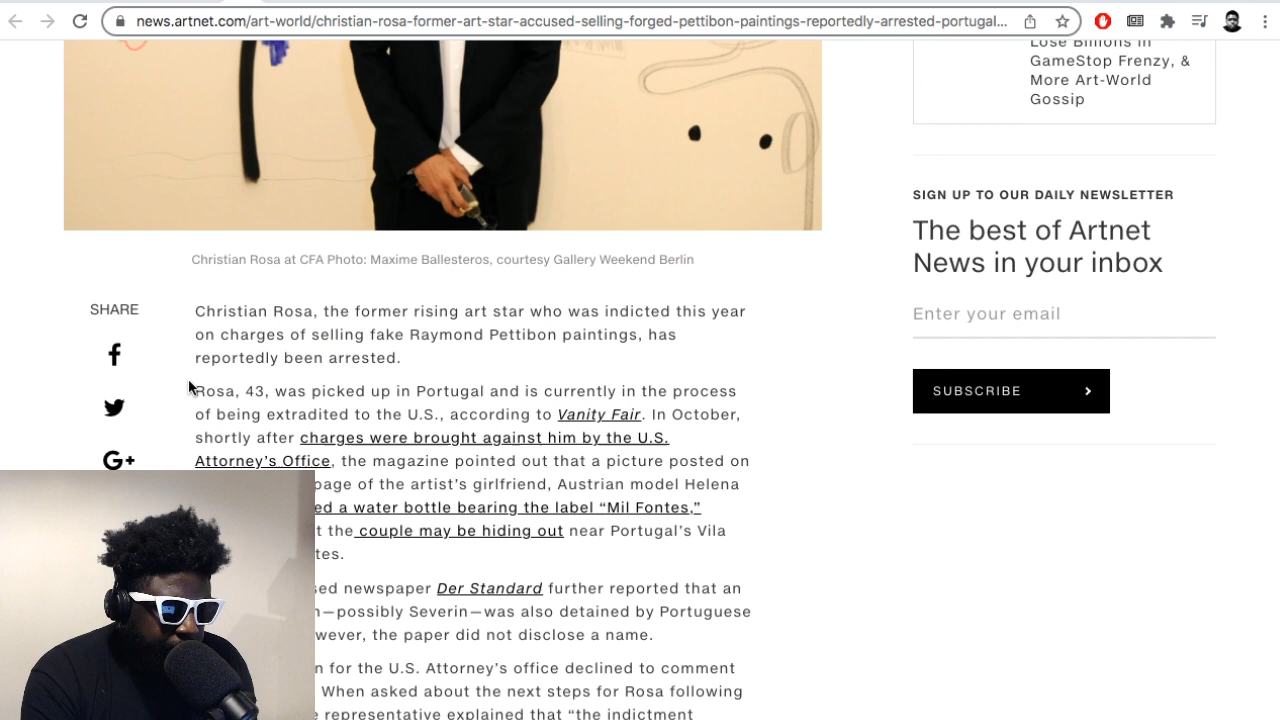 news.artnet.com/art-world/christian-rosa-former-art-star-accused-selling-forged-pettibon-paintings-reportedly-arrested-portugal...
Lose Billions in
GameStop Frenzy, &
More Art-World
Gossip
SIGN UP TO OUR DAILY NEWSLETTER
The best of Artnet
News in your inbox
Enter your email
SUBSCRIBE
Christian Rosa at CFA Photo: Maxime Ballesteros, courtesy Gallery Weekend Berlin
SHARE
G+
Christian Rosa, the former rising art star who was indicted this year
on charges of selling fake Raymond Pettibon paintings, has
reportedly been arrested.
Rosa, 43, was picked up in Portugal and is currently in the process
of being extradited to the U.S., according to Vanity Fair. In October,
shortly after charges were brought against him by the U.S.
Attorney's Office, the magazine pointed out that a picture posted on
page of the artist's girlfriend, Austrian model Helena
ed a water bottle bearing the label “Mil Fontes,”
t the couple may be hiding out near Portugal's Vila
tes.
sed newspaper Der Standard further reported that an
n—possibly Severin—was also detained by Portuguese
wever, the paper did not disclose a name.
n for the U.S. Attorney's office declined to comment
When asked about the next steps for Rosa following
e representative explained that “the indictment